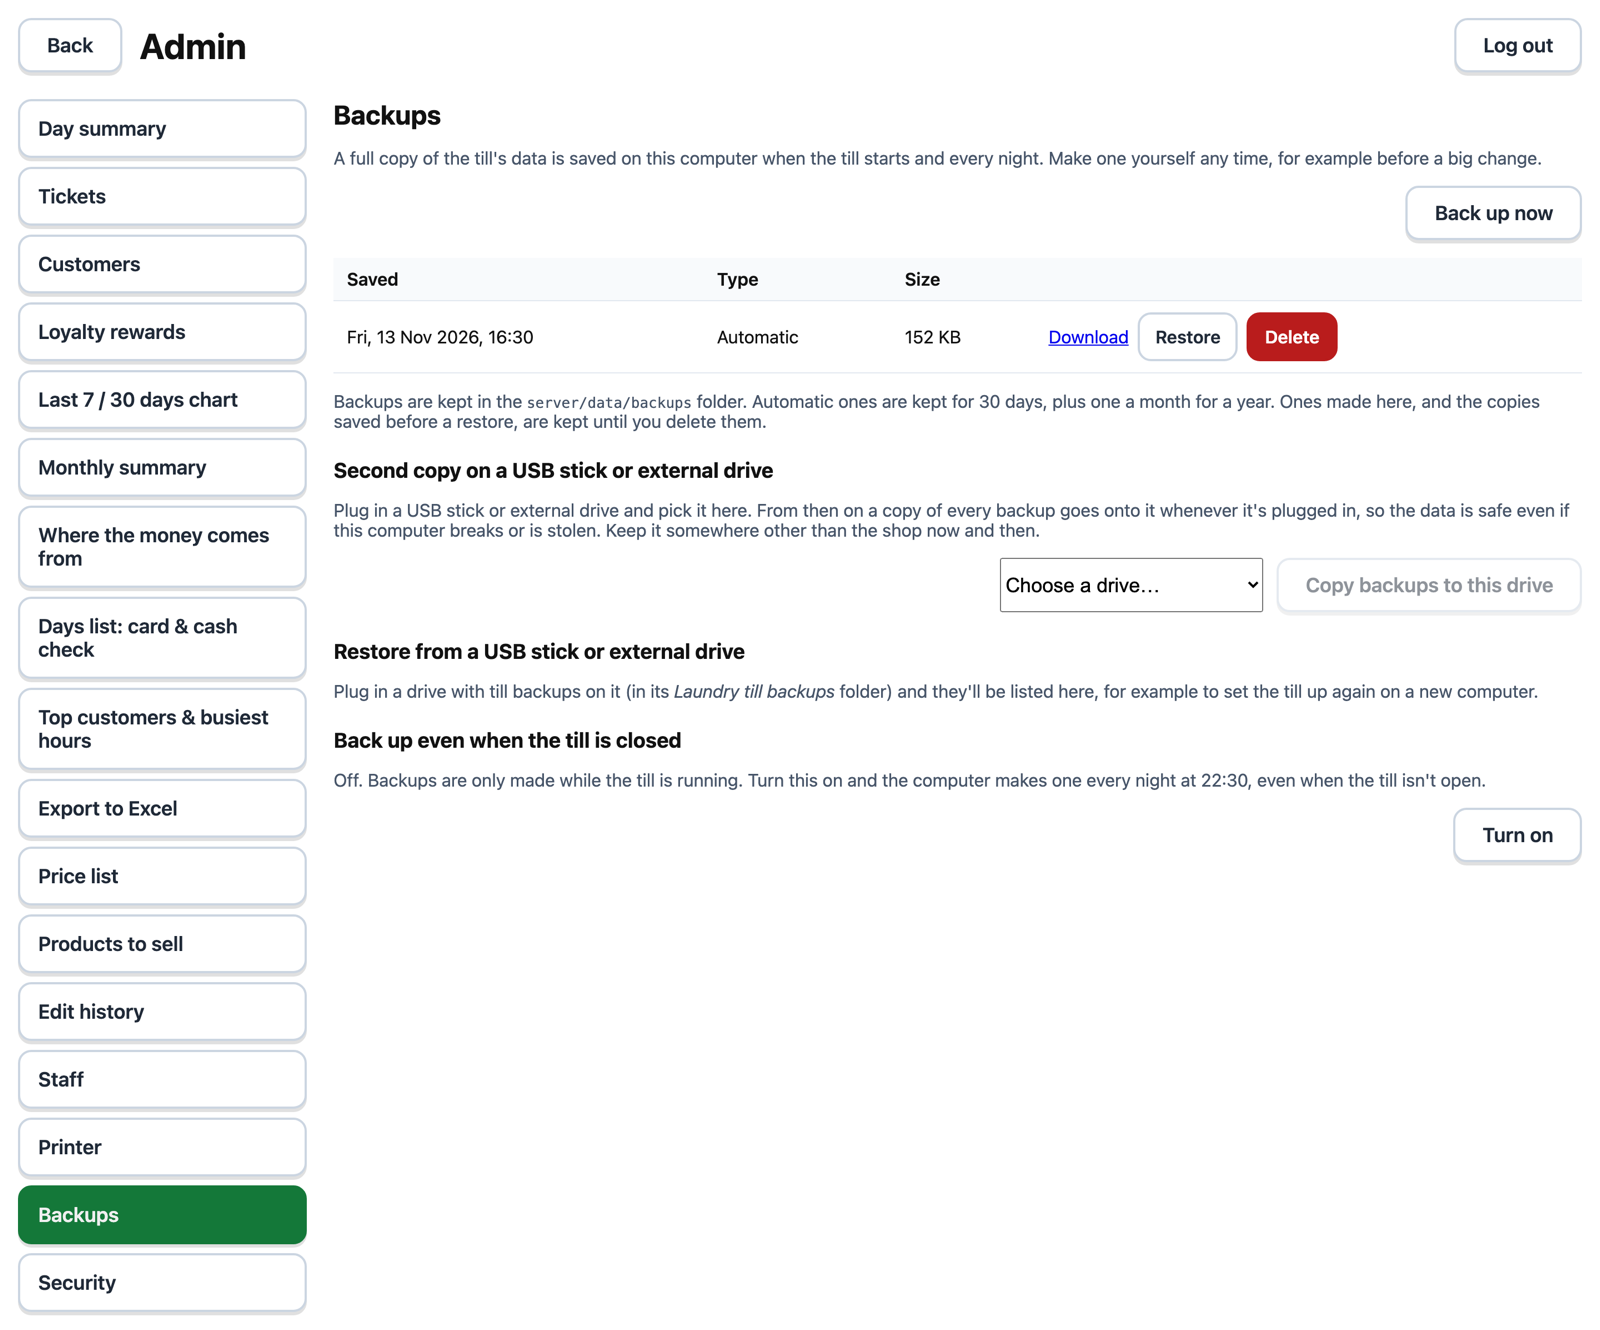 Back
Admin
Log out
Day summary
Tickets
Customers
Loyalty rewards
Last 7 / 30 days chart
Monthly summary
Where the money comes
from
Days list: card & cash
check
Top customers & busiest
hours
Export to Excel
Price list
Products to sell
Edit history
Staff
Printer
Backups
Security
Backups
A full copy of the till's data is saved on this computer when the till starts and every night. Make one yourself any time, for example before a big change.
Back up now
Saved Type Size
Fri, 13 Nov 2026, 16:30 Automatic 152 KB Download Restore Delete
Backups are kept in the server/data/backups folder. Automatic ones are kept for 30 days, plus one a month for a year. Ones made here, and the copies
saved before a restore, are kept until you delete them.
Second copy on a USB stick or external drive
Plug in a USB stick or external drive and pick it here. From then on a copy of every backup goes onto it whenever it's plugged in, so the data is safe even if
this computer breaks or is stolen. Keep it somewhere other than the shop now and then.
Choose a drive... Copy backups to this drive
Restore from a USB stick or external drive
Plug in a drive with till backups on it (in its Laundry till backups folder) and they'll be listed here, for example to set the till up again on a new computer.
Back up even when the till is closed
Off. Backups are only made while the till is running. Turn this on and the computer makes one every night at 22:30, even when the till isn't open.
Turn on